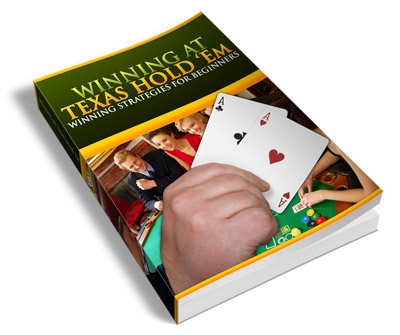 WINNING AT
TEXAS HOLD 'EM
WINNING STRATEGIES FOR BEGINNERS
A
A
A